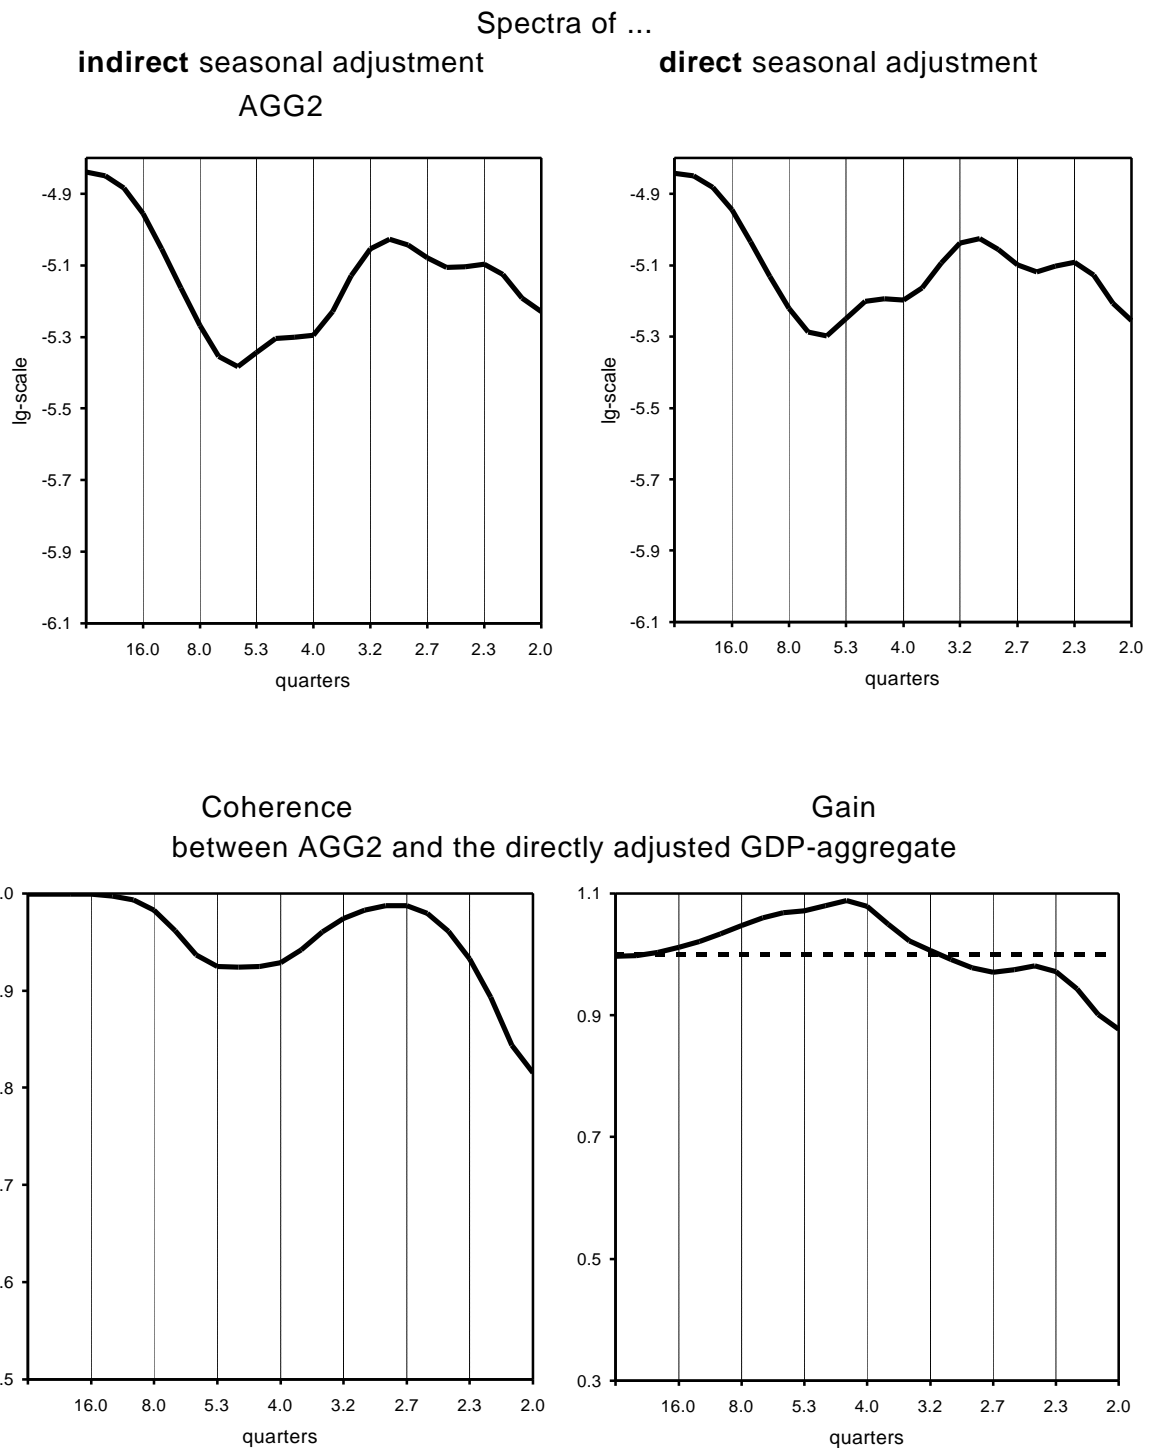 Spectra of ...
indirect seasonal adjustment
direct seasonal adjustment
AGG2
-4.9
-5.1
-5.3
-5.5
-5.7
-5.9
-6.1
lg-scale
16.0 8.0 5.3 4.0 3.2 2.7 2.3 2.0
quarters
-4.9
-5.1
-5.3
-5.5
-5.7
-5.9
-6.1
lg-scale
16.0 8.0 5.3 4.0 3.2 2.7 2.3 2.0
quarters
Coherence
Gain
between AGG2 and the directly adjusted GDP-aggregate
.0
.9
.8
.7
.6
.5
16.0 8.0 5.3 4.0 3.2 2.7 2.3 2.0
quarters
1.1
0.9
0.7
0.5
0.3
16.0 8.0 5.3 4.0 3.2 2.7 2.3 2.0
quarters